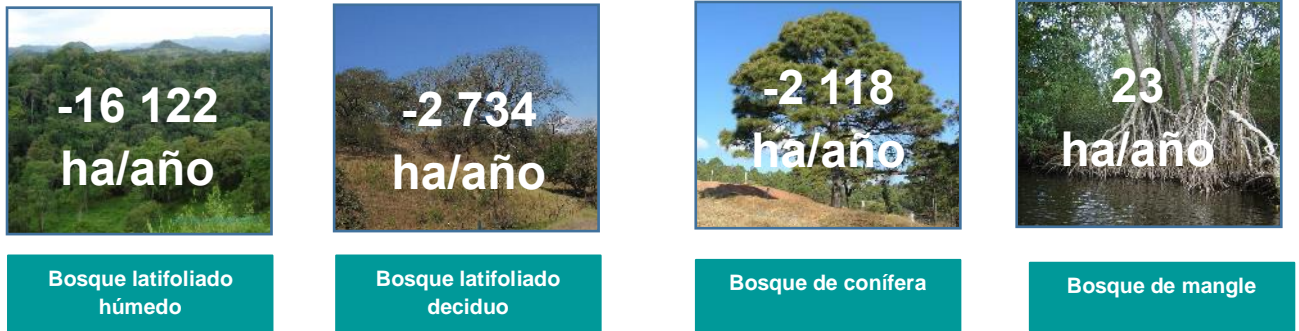 -16 122
ha/año
-2 734
ha/año
-2 118
ha/año
23
ha/año
Bosque latifoliado
húmedo
Bosque latifoliado
deciduo
Bosque de conífera
Bosque de mangle